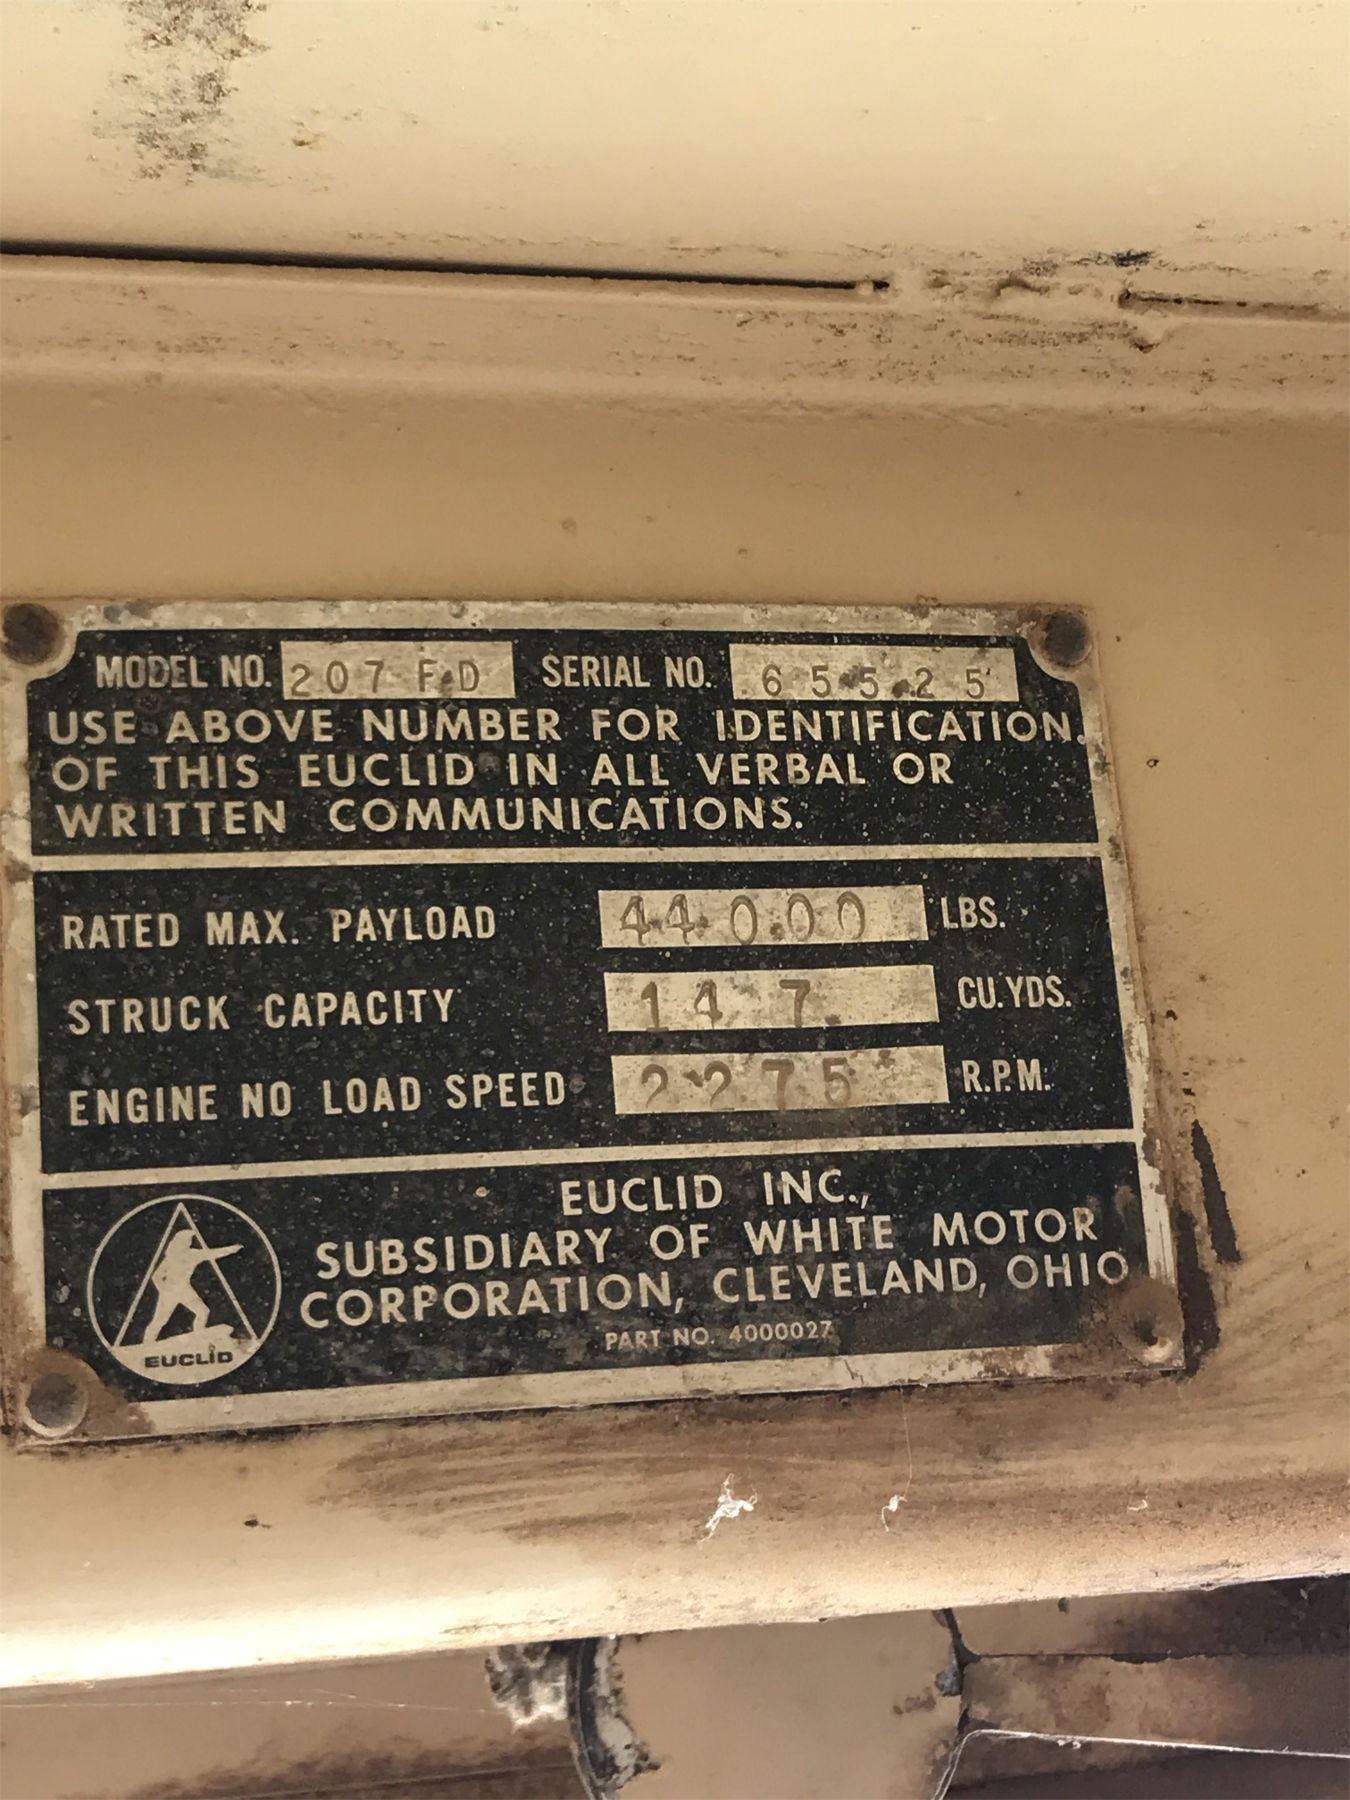 MODEL NO. 207 FD SERIAL NO. 65525
USE ABOVE NUMBER FOR IDENTIFICATION
OF THIS EUCLID IN ALL VERBAL OR
WRITTEN COMMUNICATIONS.
RATED MAX. PAYLOAD 44000 LBS.
STRUCK CAPACITY 14 7 CU. YDS.
ENGINE NO LOAD SPEED 2275 R.P.M.
EUCLID INC.,
SUBSIDIARY OF WHITE MOTOR
CORPORATION, CLEVELAND, OHIO
PART NO. 4000027
EUCLID